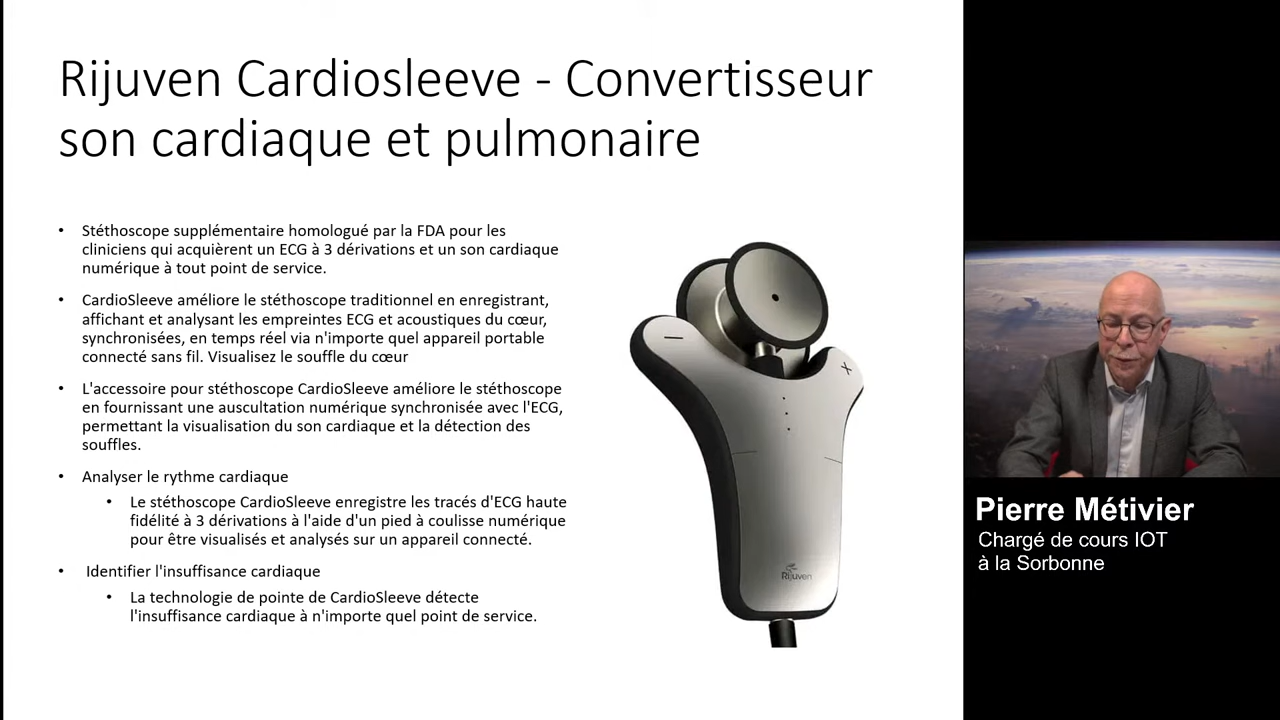 Rijuven Cardiosleeve - Convertisseur
son cardiaque et pulmonaire
• Stéthoscope supplémentaire homologué par la FDA pour les
cliniciens qui acquièrent un ECG à 3 dérivations et un son cardiaque
numérique à tout point de service.
• CardioSleeve améliore le stéthoscope traditionnel en enregistrant,
affichant et analysant les empreintes ECG et acoustiques du cœur,
synchronisées, en temps réel via n'importe quel appareil portable
connecté sans fil. Visualisez le souffle du cœur
• L'accessoire pour stéthoscope CardioSleeve améliore le stéthoscope
en fournissant une auscultation numérique synchronisée avec l'ECG,
permettant la visualisation du son cardiaque et la détection des
souffles.
• Analyser le rythme cardiaque
• Le stéthoscope CardioSleeve enregistre les tracés d'ECG haute
fidélité à 3 dérivations à l'aide d'un pied à coulisse numérique
pour être visualisés et analysés sur un appareil connecté.
• Identifier l'insuffisance cardiaque
• La technologie de pointe de CardioSleeve détecte
l'insuffisance cardiaque à n'importe quel point de service.
Rijuven
Pierre Métivier
Chargé de cours IOT
à la Sorbonne